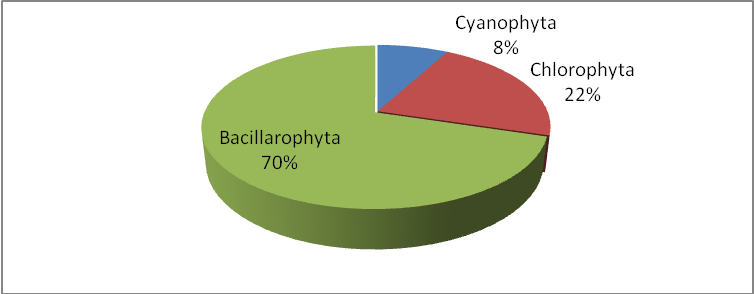 Cyanophyta
8%
Chlorophyta
22%
Bacillarophyta
70%